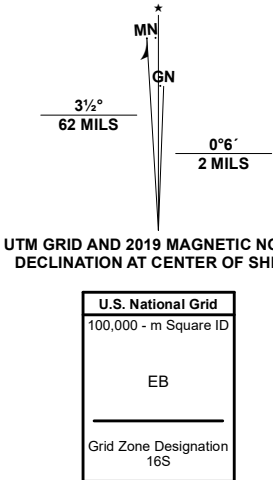 ★
MN
GN
3½°
62 MILS
0°6´
2 MILS
UTM GRID AND 2019 MAGNETIC NO
DECLINATION AT CENTER OF SHE
U.S. National Grid
100,000 - m Square ID
EB
Grid Zone Designation
16S